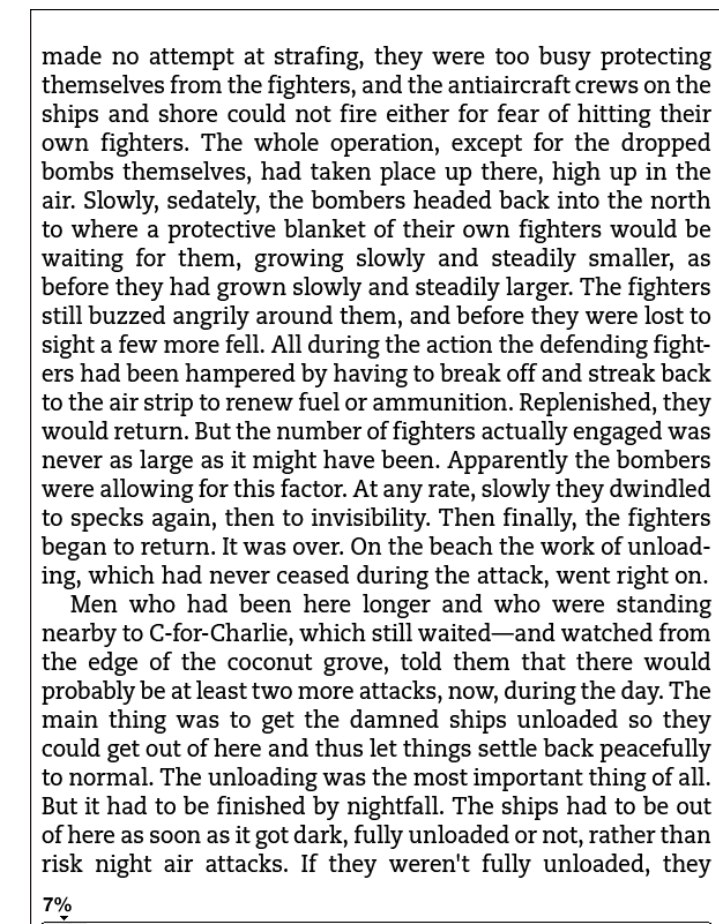 made no attempt at strafing, they were too busy protecting
themselves from the fighters, and the antiaircraft crews on the
ships and shore could not fire either for fear of hitting their
own fighters. The whole operation, except for the dropped
bombs themselves, had taken place up there, high up in the
air. Slowly, sedately, the bombers headed back into the north
to where a protective blanket of their own fighters would be
waiting for them, growing slowly and steadily smaller, as
before they had grown slowly and steadily larger. The fighters
still buzzed angrily around them, and before they were lost to
sight a few more fell. All during the action the defending fight-
ers had been hampered by having to break off and streak back
to the air strip to renew fuel or ammunition. Replenished, they
would return. But the number of fighters actually engaged was
never as large as it might have been. Apparently the bombers
were allowing for this factor. At any rate, slowly they dwindled
to specks again, then to invisibility. Then finally, the fighters
began to return. It was over. On the beach the work of unload-
ing, which had never ceased during the attack, went right on.
Men who had been here longer and who were standing
nearby to C-for-Charlie, which still waited—and watched from
the edge of the coconut grove, told them that there would
probably be at least two more attacks, now, during the day. The
main thing was to get the damned ships unloaded so they
could get out of here and thus let things settle back peacefully
to normal. The unloading was the most important thing of all.
But it had to be finished by nightfall. The ships had to be out
of here as soon as it got dark, fully unloaded or not, rather than
risk night air attacks. If they weren't fully unloaded, they
7%